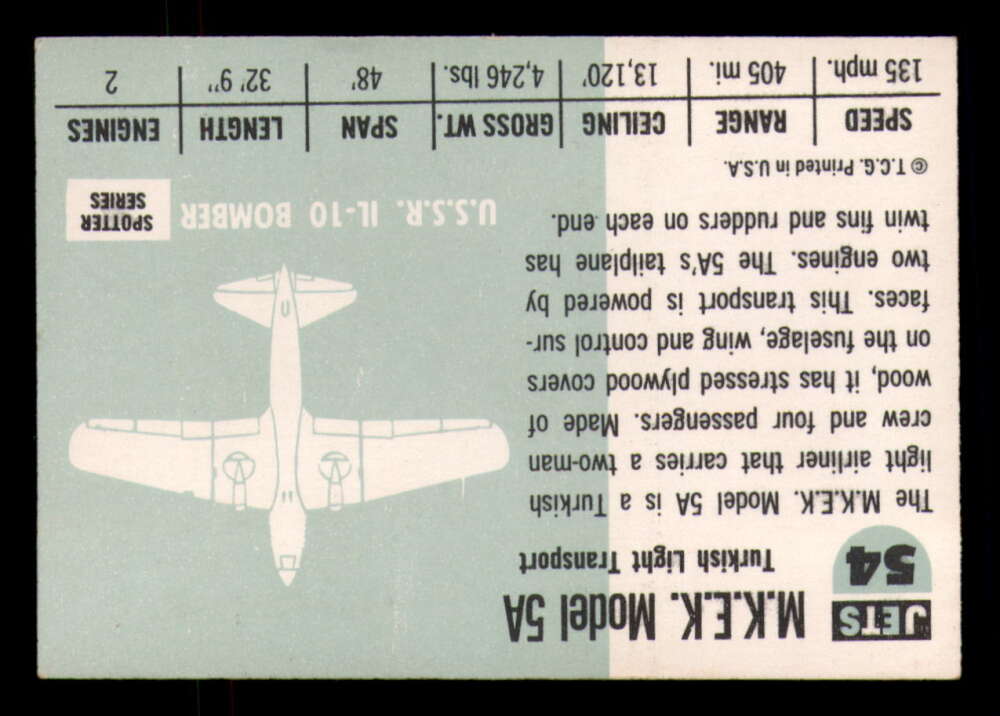 JETS
54
M.K.E.K. Model 5A
Turkish Light Transport
The M.K.E.K. Model 5A is a Turkish
light airliner that carries a two-man
crew and four passengers. Made of
wood, it has stressed plywood covers
on the fuselage, wing and control sur-
faces. This transport is powered by
two engines. The 5A's tailplane has
twin fins and rudders on each end.
© T.C.G. Printed in U.S.A.
U.S.S.R. IL-10 BOMBER
SPOTTER
SERIES
SPEED RANGE CEILING GROSS WT. SPAN LENGTH ENGINES
135 mph. 405 mi. 13,120' 4,246 lbs. 48' 32' 9" 2